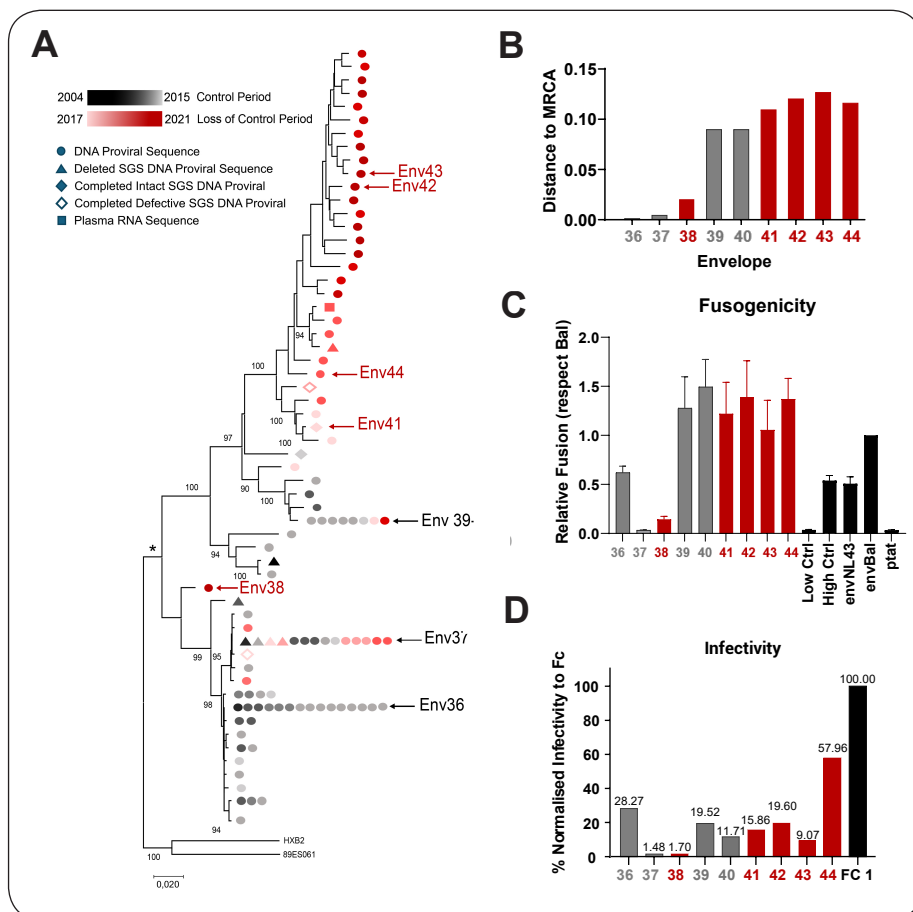 A
2004 2015 Control Period
2017 2021 Loss of Control Period
DNA Proviral Sequence
Deleted SGS DNA Proviral Sequence
Completed Intact SGS DNA Proviral
Completed Defective SGS DNA Proviral
Plasma RNA Sequence
Env43
Env42
94
100
Env44
100
Env41
97
100
90
100
Env 39-
94
*
100
Env38
99
95
Env37
98
Env36
94
HXB2
100
89ES061
0,020
B
Distance to MRCA
0.15
0.10
0.05
0.00
36 37 38 39 40 41 42 43 44
Envelope
C
Fusogenicity
Relative Fusion (respect Bal)
2.0
1.5
1.0
0.5
0.0
36 37 38 39 40 41 42 43 44 Low Ctrl High Ctrl envNL43 envBal ptat
D
Infectivity
% Normalised Infectivity to Fc
100
80
60
40
20
0
28.27 1.48 1.70 19.52 11.71 15.86 19.60 9.07 57.96 100.00
36 37 38 39 40 41 42 43 44 FC 1